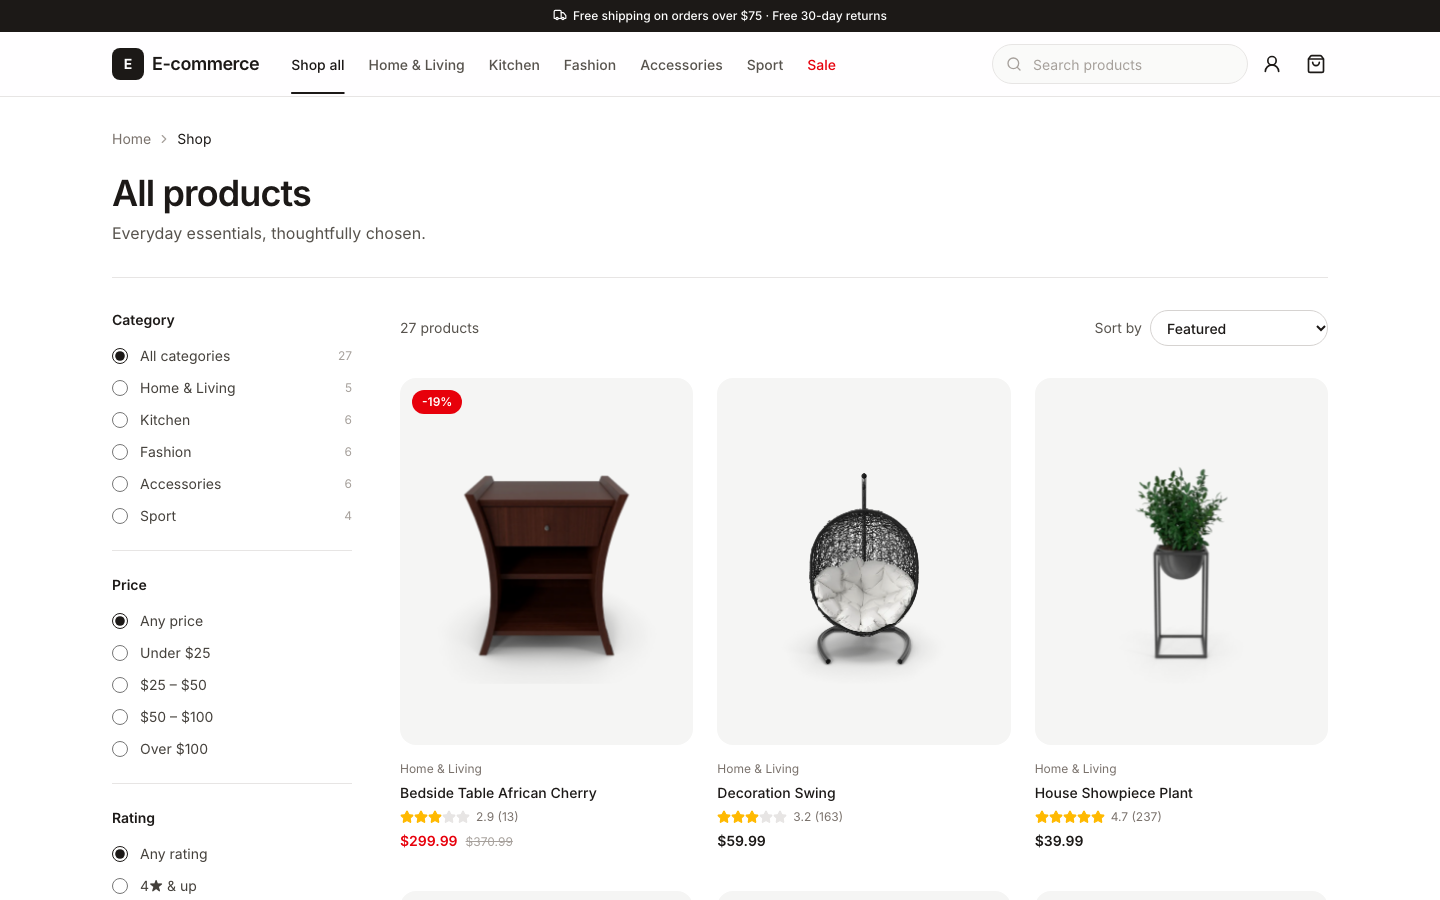 Free shipping on orders over $75 · Free 30-day returns
E
E-commerce
Shop all
Home & Living
Kitchen
Fashion
Accessories
Sport
Sale
Search products
Home
Shop
All products
Everyday essentials, thoughtfully chosen.
Category
All categories 27
Home & Living 5
Kitchen 6
Fashion 6
Accessories 6
Sport 4
Price
Any price
Under $25
$25 – $50
$50 – $100
Over $100
Rating
Any rating
4★ & up
27 products
Sort by Featured
-19%
Home & Living
Bedside Table African Cherry
2.9 (13)
$299.99 $370.99
Home & Living
Decoration Swing
3.2 (163)
$59.99
Home & Living
House Showpiece Plant
4.7 (237)
$39.99